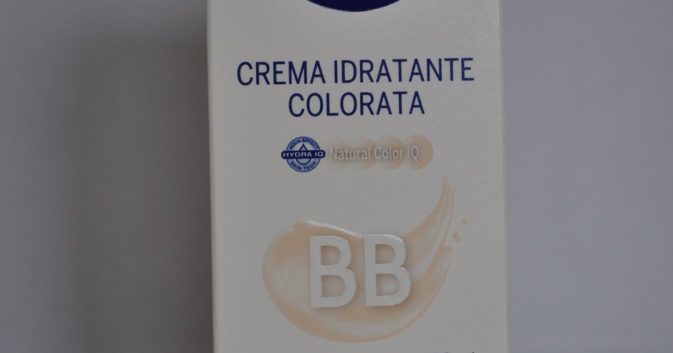 CREMA IDRATANTE
COLORATA
HYDRA IQ
Natural Color IQ
BB